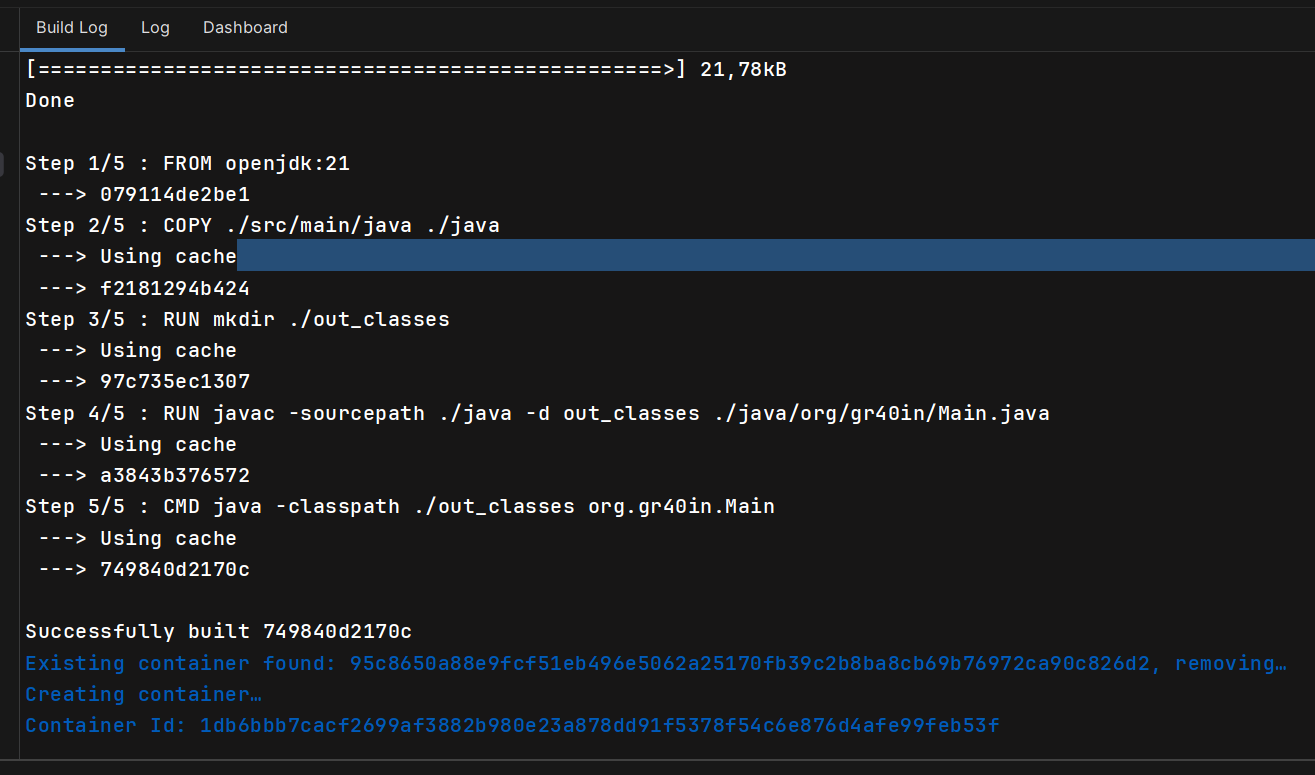 Build Log Log Dashboard
[==================================================>] 21,78kB
Done
Step 1/5 : FROM openjdk:21
---> 079114de2be1
Step 2/5 : COPY ./src/main/java ./java
---> Using cache
---> f2181294b424
Step 3/5 : RUN mkdir ./out_classes
---> Using cache
---> 97c735ec1307
Step 4/5 : RUN javac -sourcepath ./java -d out_classes ./java/org/gr40in/Main.java
---> Using cache
---> a3843b376572
Step 5/5 : CMD java -classpath ./out_classes org.gr40in.Main
---> Using cache
---> 749840d2170c
Successfully built 749840d2170c
Existing container found: 95c8650a88e9fcf51eb496e5062a25170fb39c2b8ba8cb69b76972ca90c826d2, removing…
Creating container…
Container Id: 1db6bbb7cacf2699af3882b980e23a878dd91f5378f54c6e876d4afe99feb53f